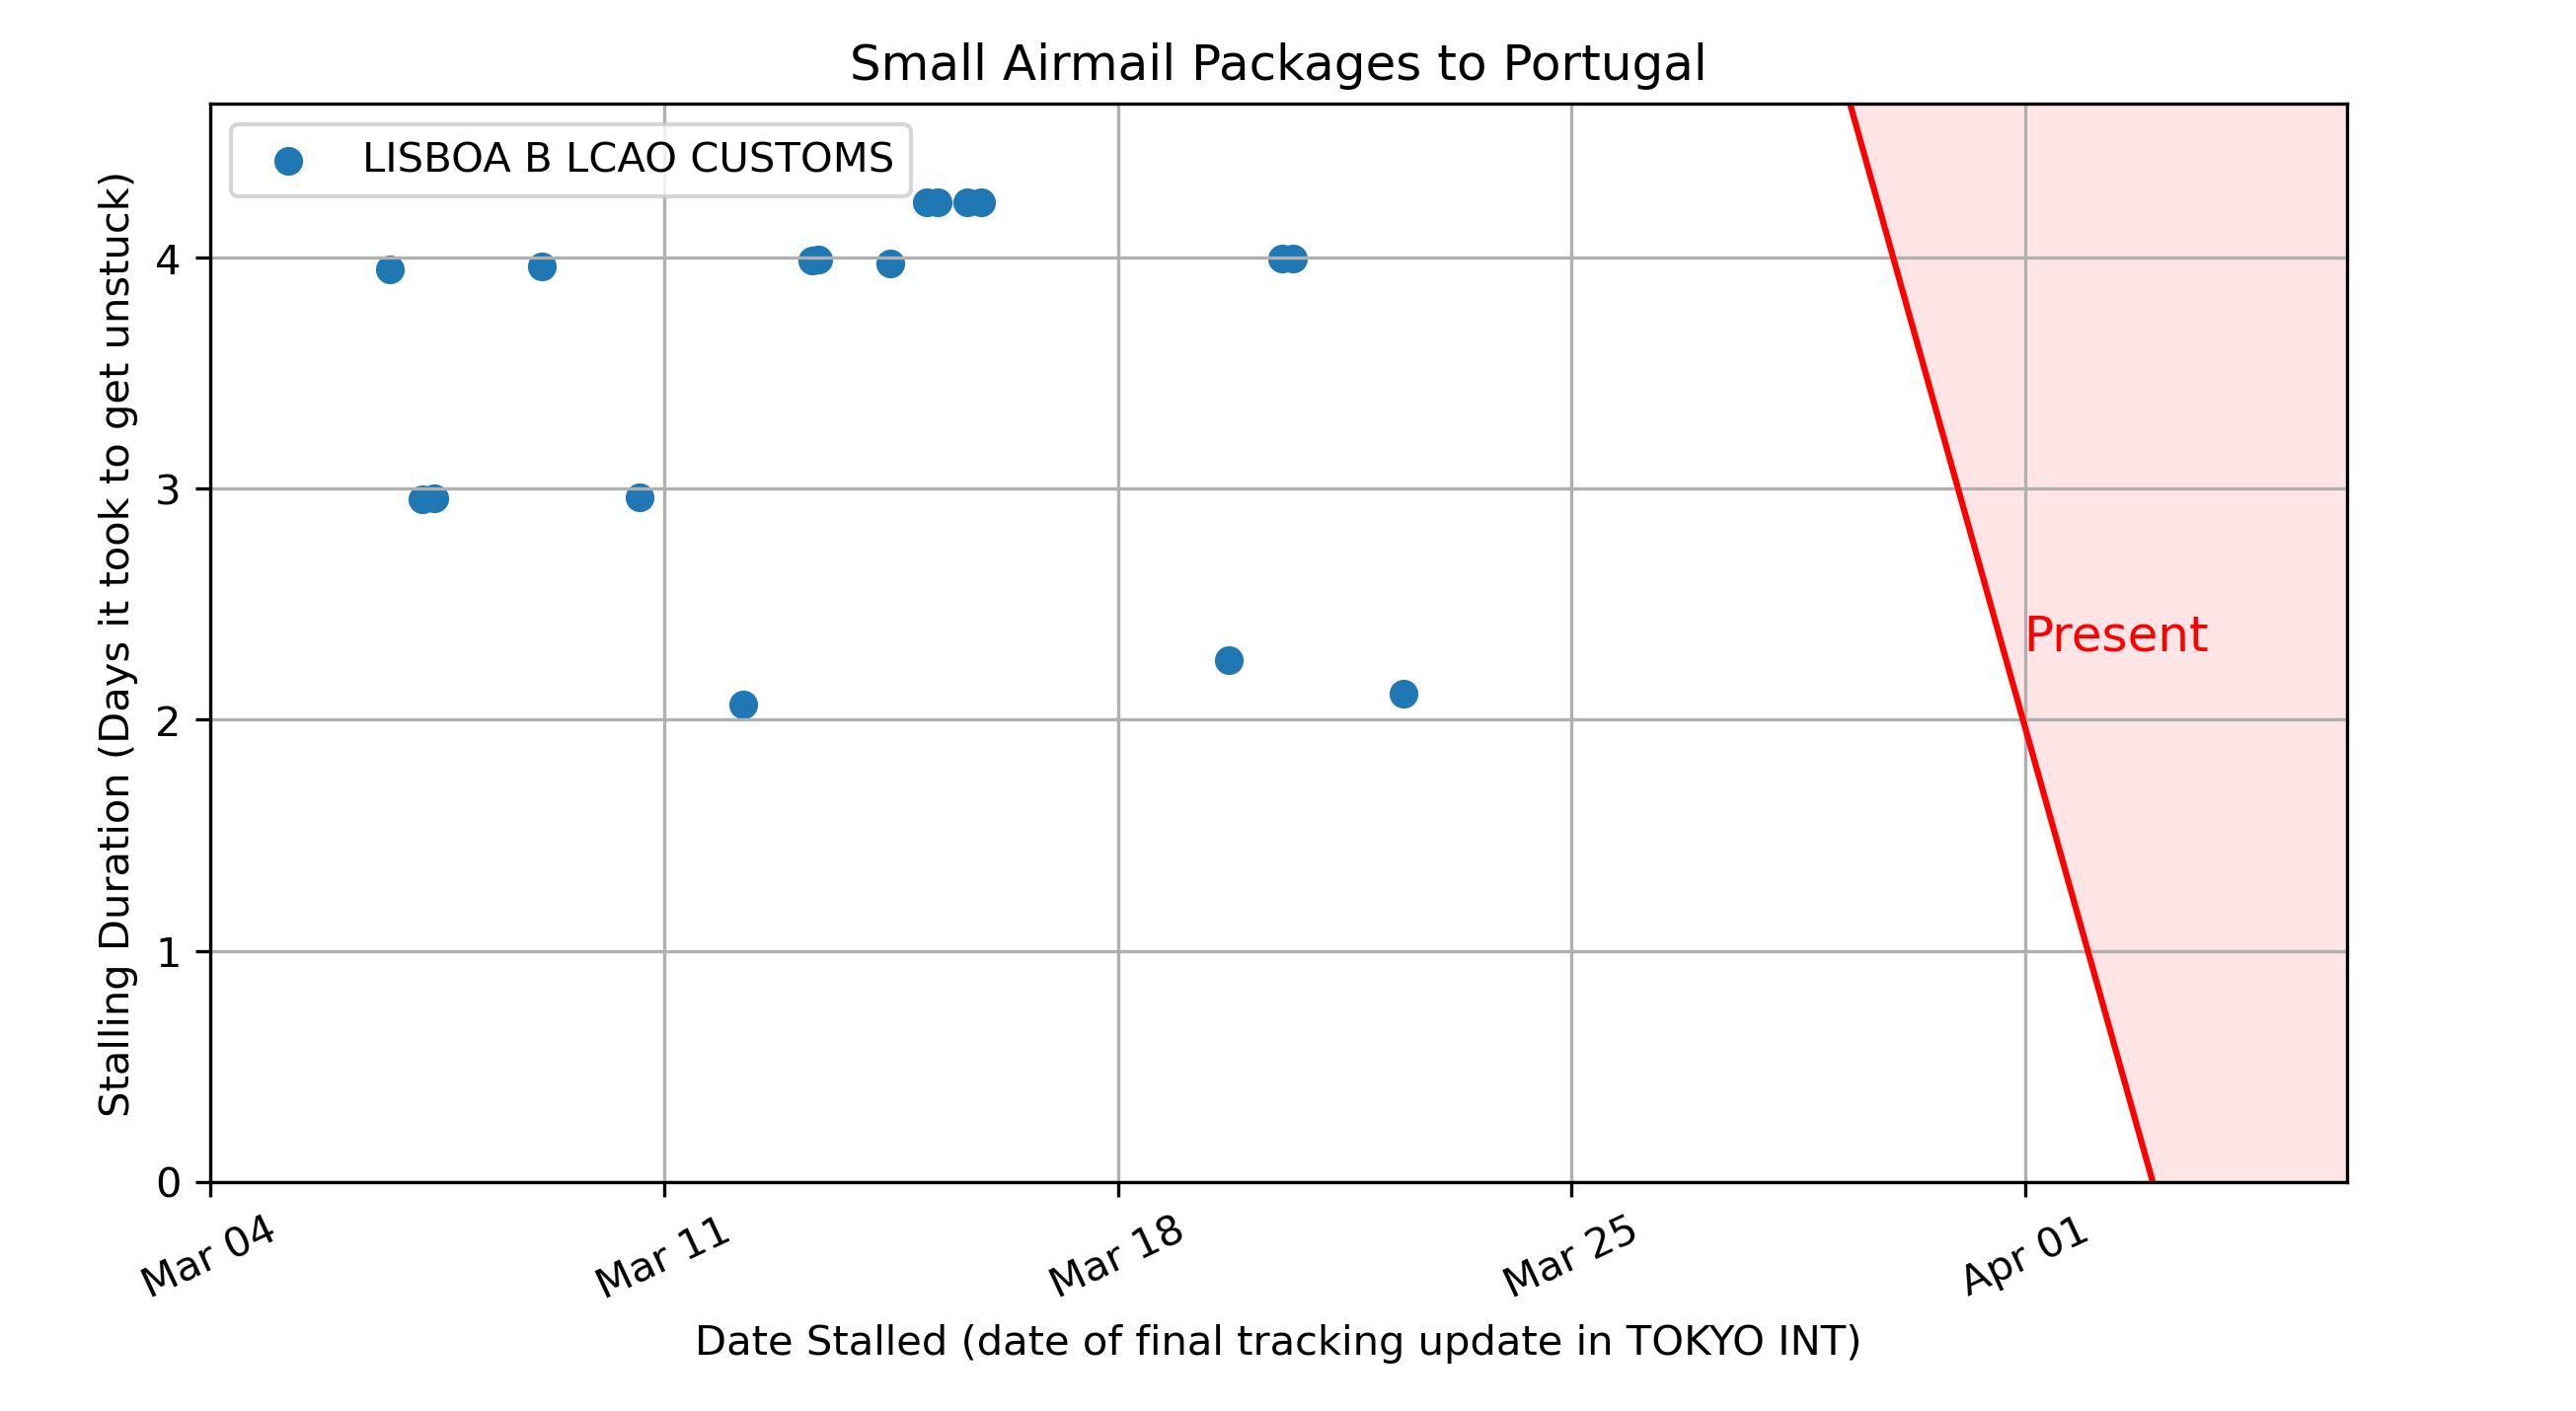 Small Airmail Packages to Portugal
LISBOA B LCAO CUSTOMS
Stalling Duration (Days it took to get unstuck)
4
3
2
1
0
Present
Mar 04
Mar 11
Mar 18
Mar 25
Apr 01
Date Stalled (date of final tracking update in TOKYO INT)